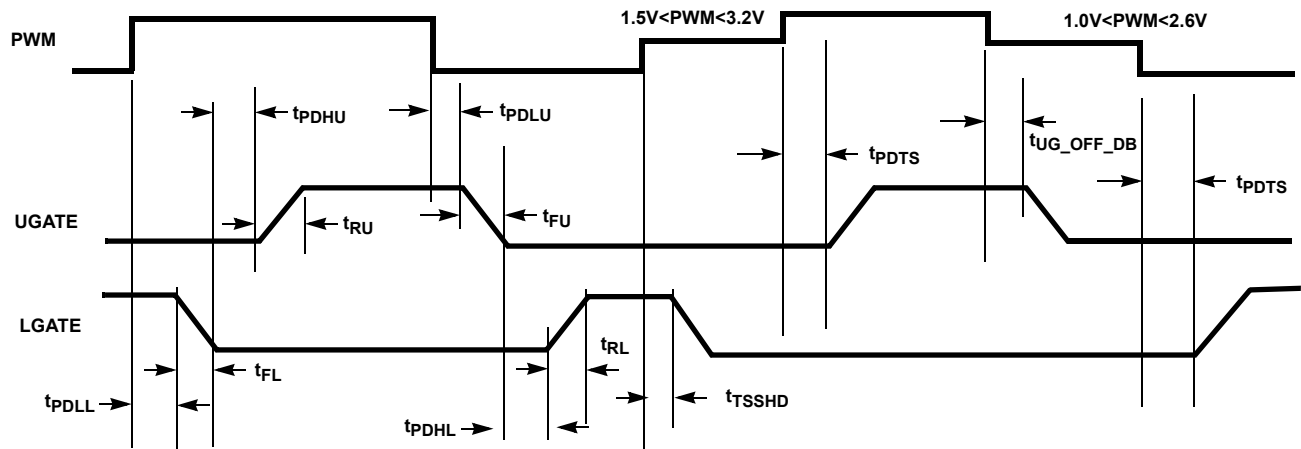 1.5V<PWM<3.2V
1.0V<PWM<2.6V
PWM
tPDHU
tPDLU
tPDTS
tUG_OFF_DB
tPDTS
UGATE
tRU
tFU
LGATE
tRL
tFL
tPDLL
tTSSHD
tPDHL